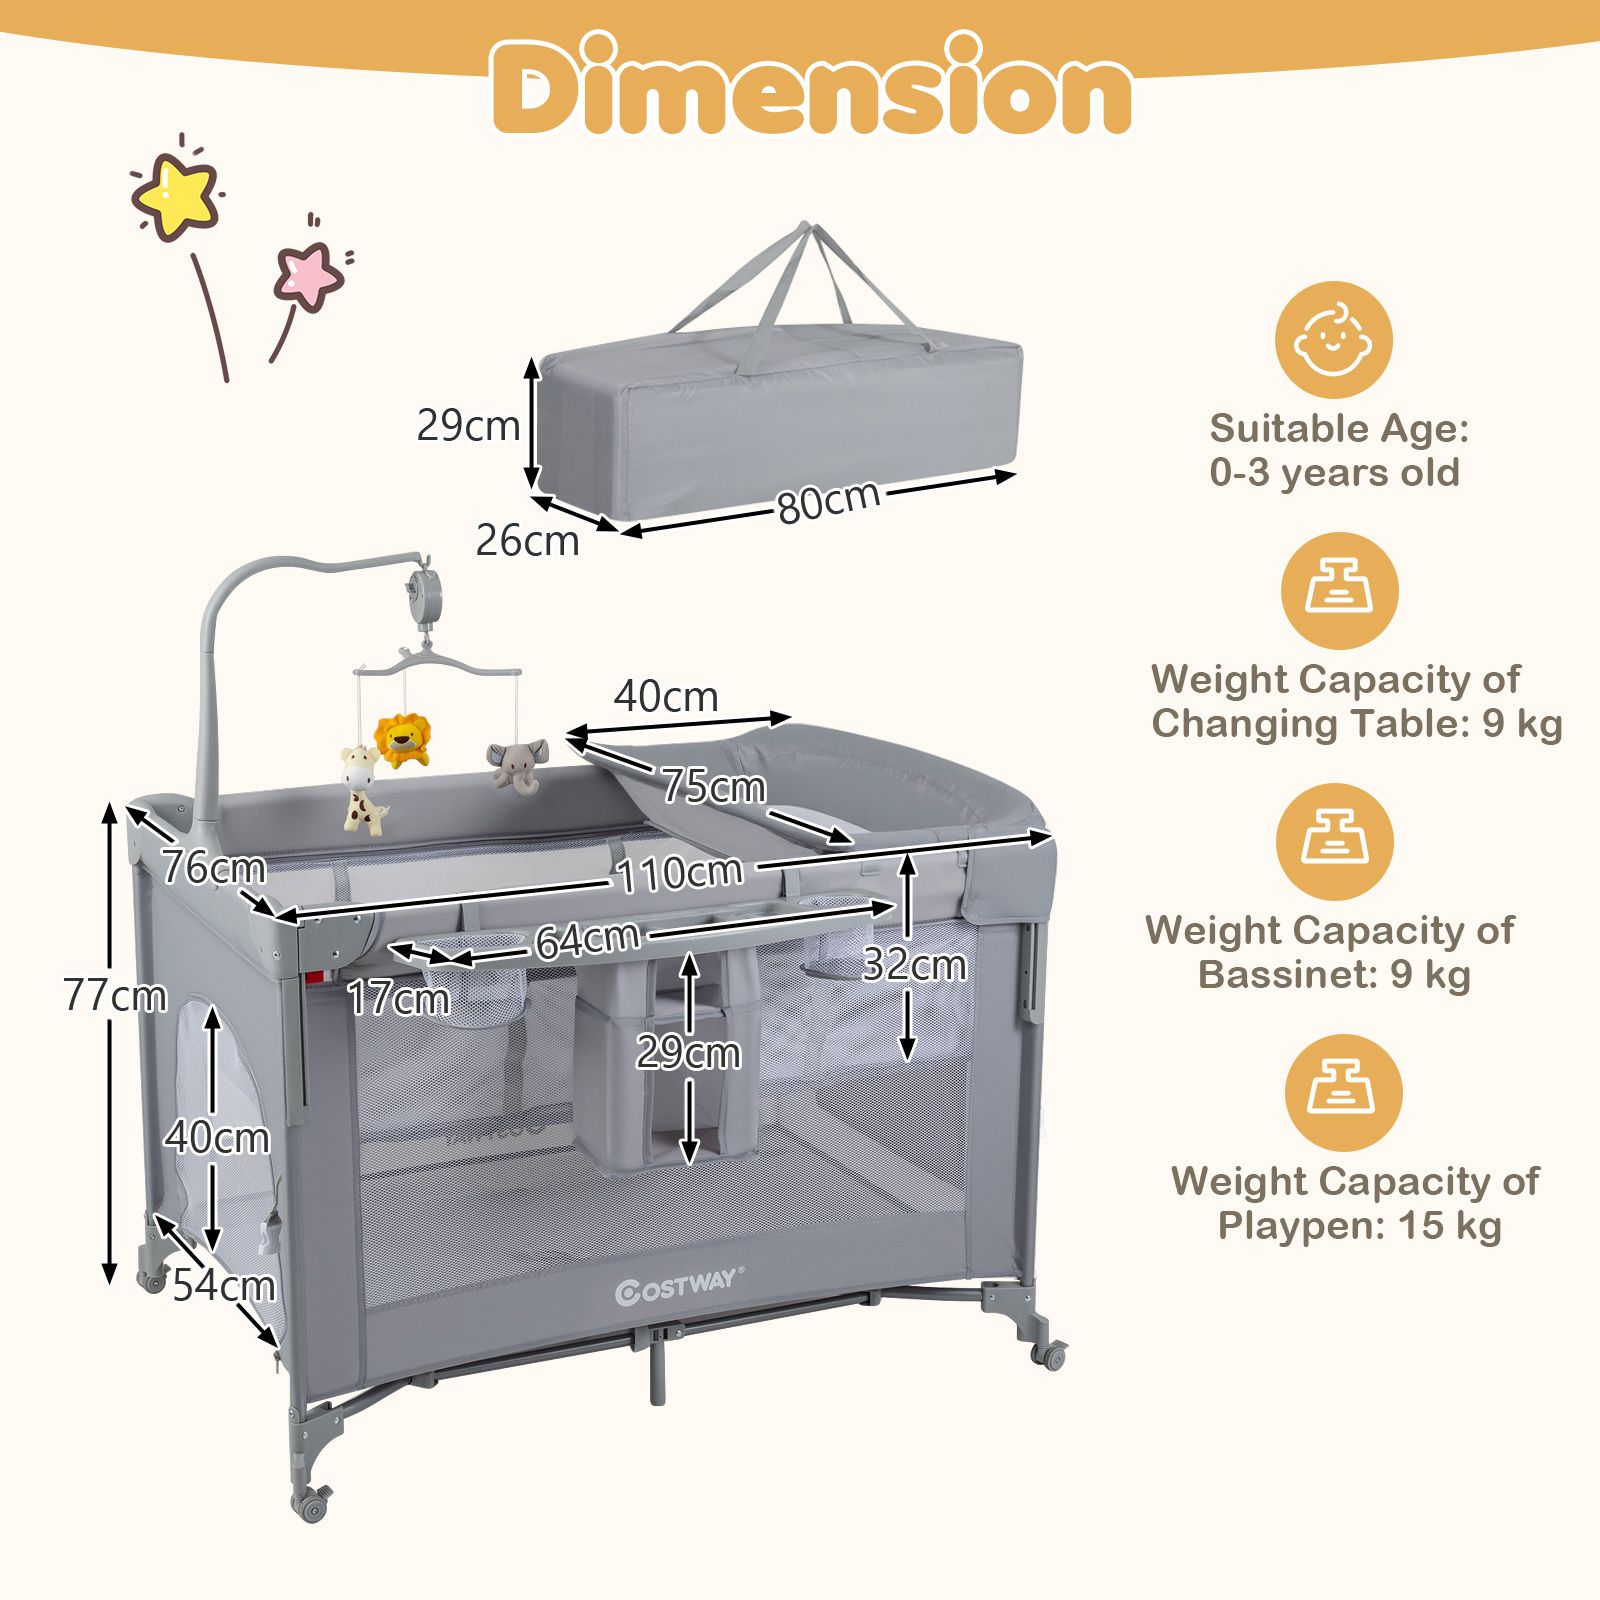 Dimension
29cm
80cm
26cm
Suitable Age:
0-3 years old
Weight Capacity of
Changing Table: 9 kg
40cm
75cm
76cm
110cm
64cm
32cm
77cm
17cm
29cm
40cm
54cm
COSTWAY®
Weight Capacity of
Bassinet: 9 kg
Weight Capacity of
Playpen: 15 kg